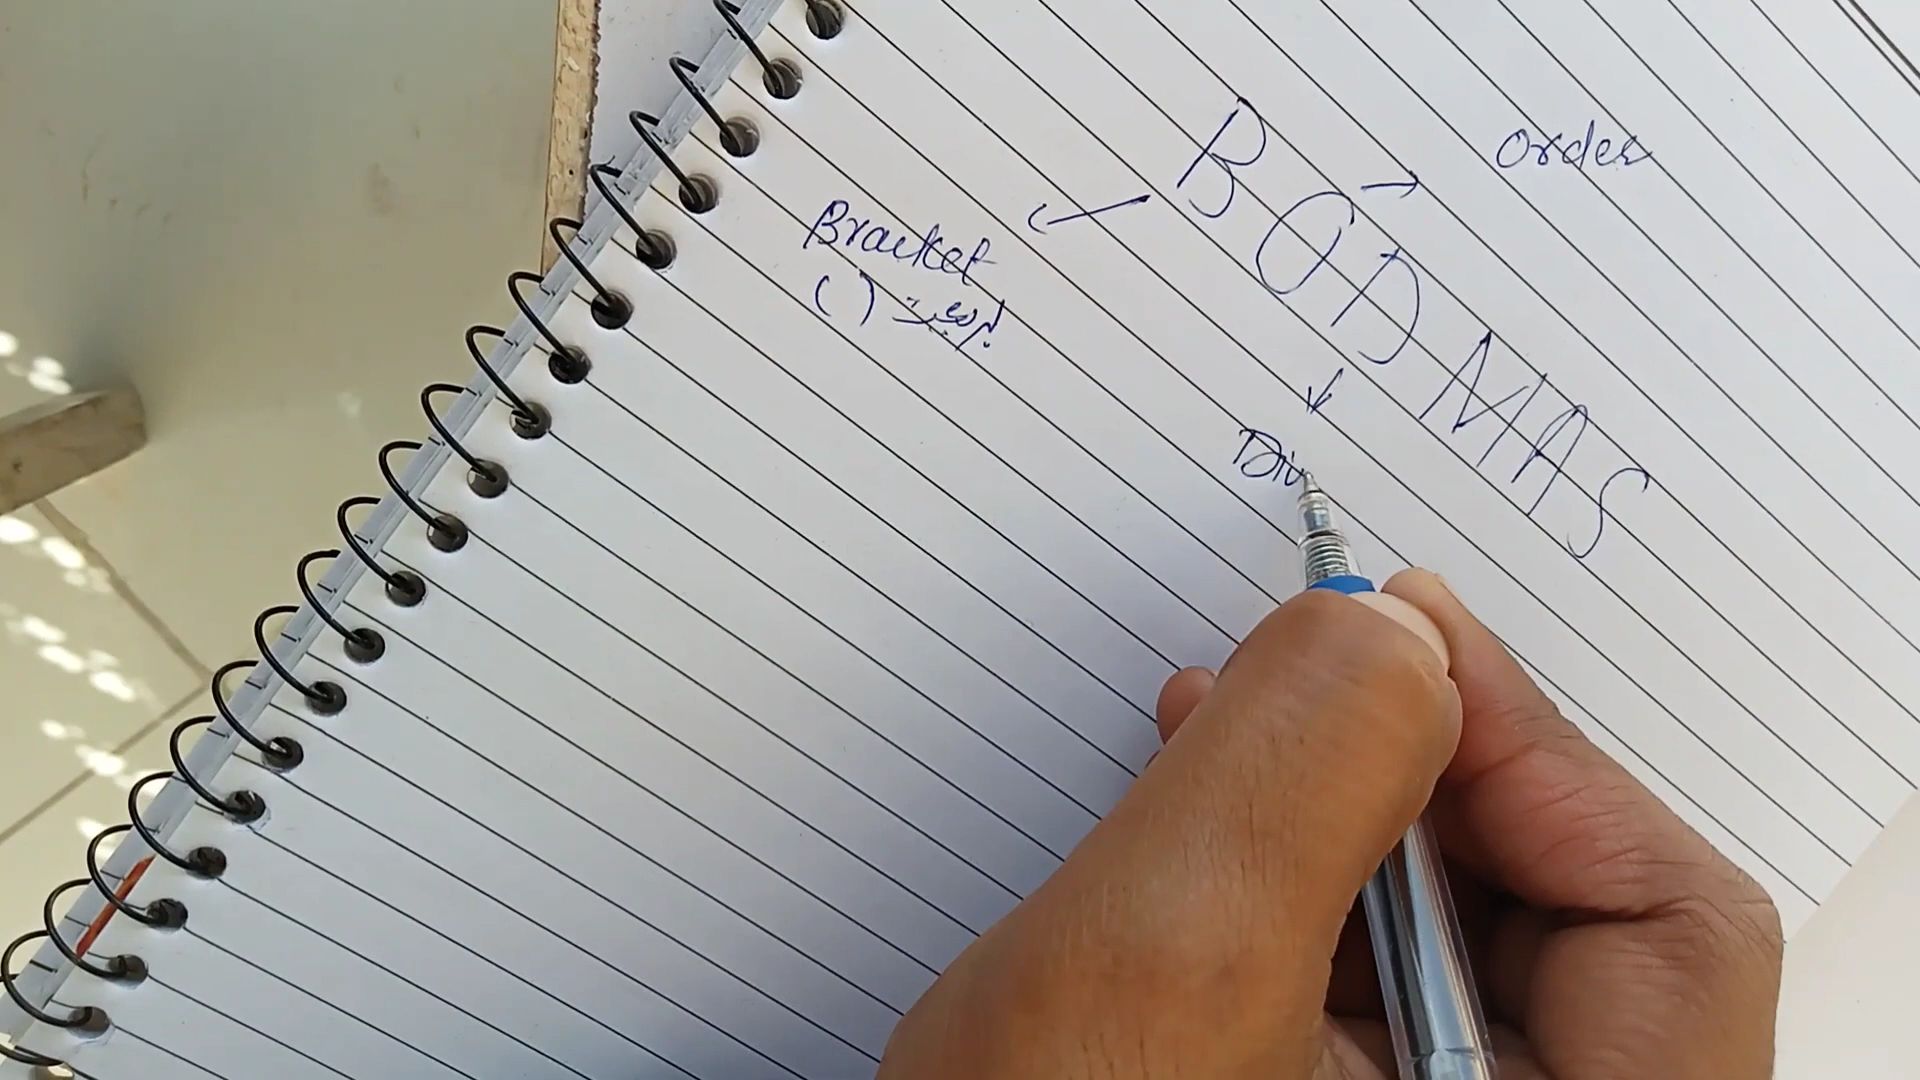 BODMAS
order
Bracket
( ) بریکٹ
Div